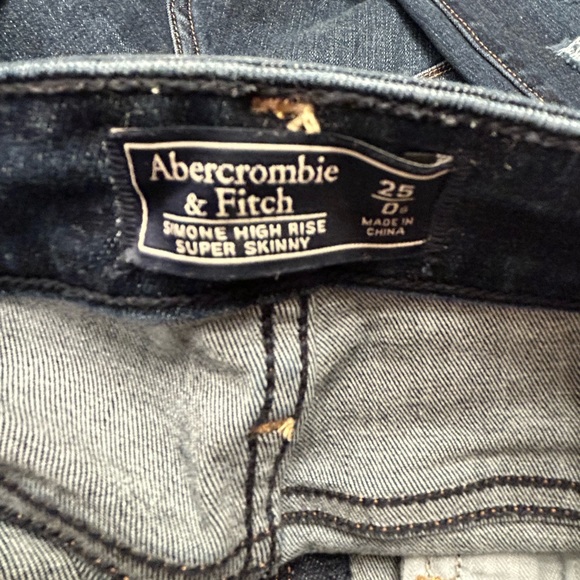 Abercrombie
& Fitch
SIMONE HIGH RISE
SUPER SKINNY
25
0S
MADE IN
CHINA